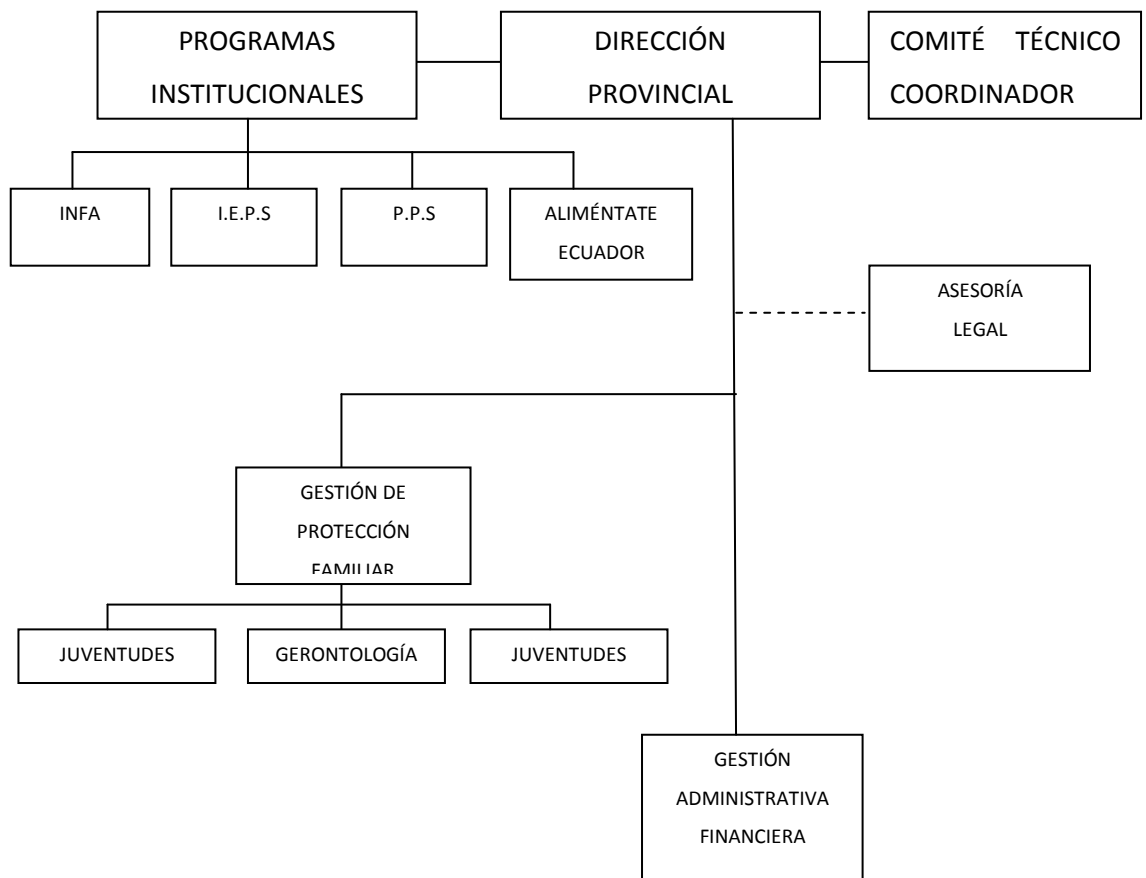 PROGRAMAS
INSTITUCIONALES
DIRECCIÓN
PROVINCIAL
COMITÉ TÉCNICO
COORDINADOR
INFA
I.E.P.S
P.P.S
ALIMÉNTATE
ECUADOR
ASESORÍA
LEGAL
GESTIÓN DE
PROTECCIÓN
FAMILIAR
JUVENTUDES
GERONTOLOGÍA
JUVENTUDES
GESTIÓN
ADMINISTRATIVA
FINANCIERA